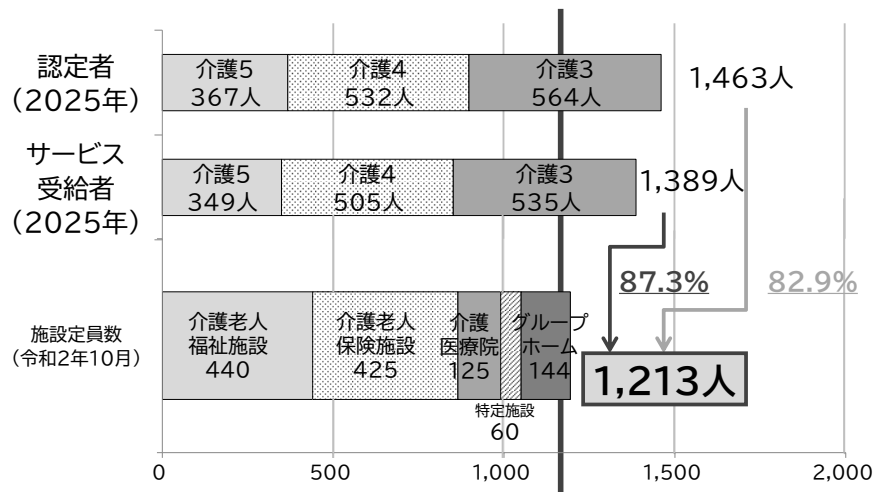 認定者
（2025年）
介護5
367人
介護4
532人
介護3
564人
1,463人
サービス
受給者
（2025年）
介護5
349人
介護4
505人
介護3
535人
1,389人
87.3%
82.9%
施設定員数
（令和2年10月）
介護老人
福祉施設
440
介護老人
保険施設
425
介護
医療院
125
グループ
ホーム
144
1,213人
特定施設
60
0
500
1,000
1,500
2,000